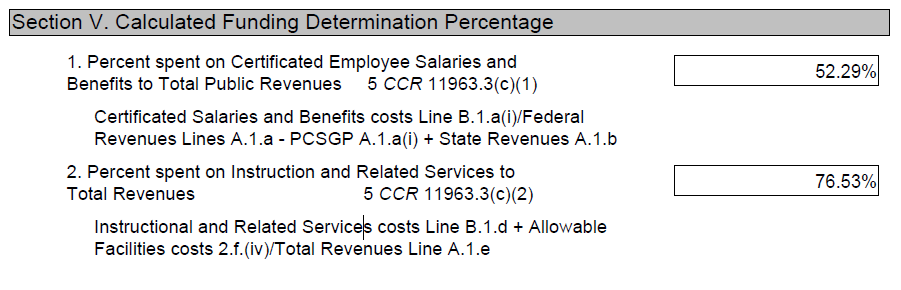 Section V. Calculated Funding Determination Percentage
1. Percent spent on Certificated Employee Salaries and
Benefits to Total Public Revenues 5 CCR 11963.3(c)(1)
52.29%
Certificated Salaries and Benefits costs Line B.1.a(i)/Federal
Revenues Lines A.1.a - PCSGP A.1.a(i) + State Revenues A.1.b
2. Percent spent on Instruction and Related Services to
Total Revenues 5 CCR 11963.3(c)(2)
76.53%
Instructional and Related Services costs Line B.1.d + Allowable
Facilities costs 2.f.(iv)/Total Revenues Line A.1.e